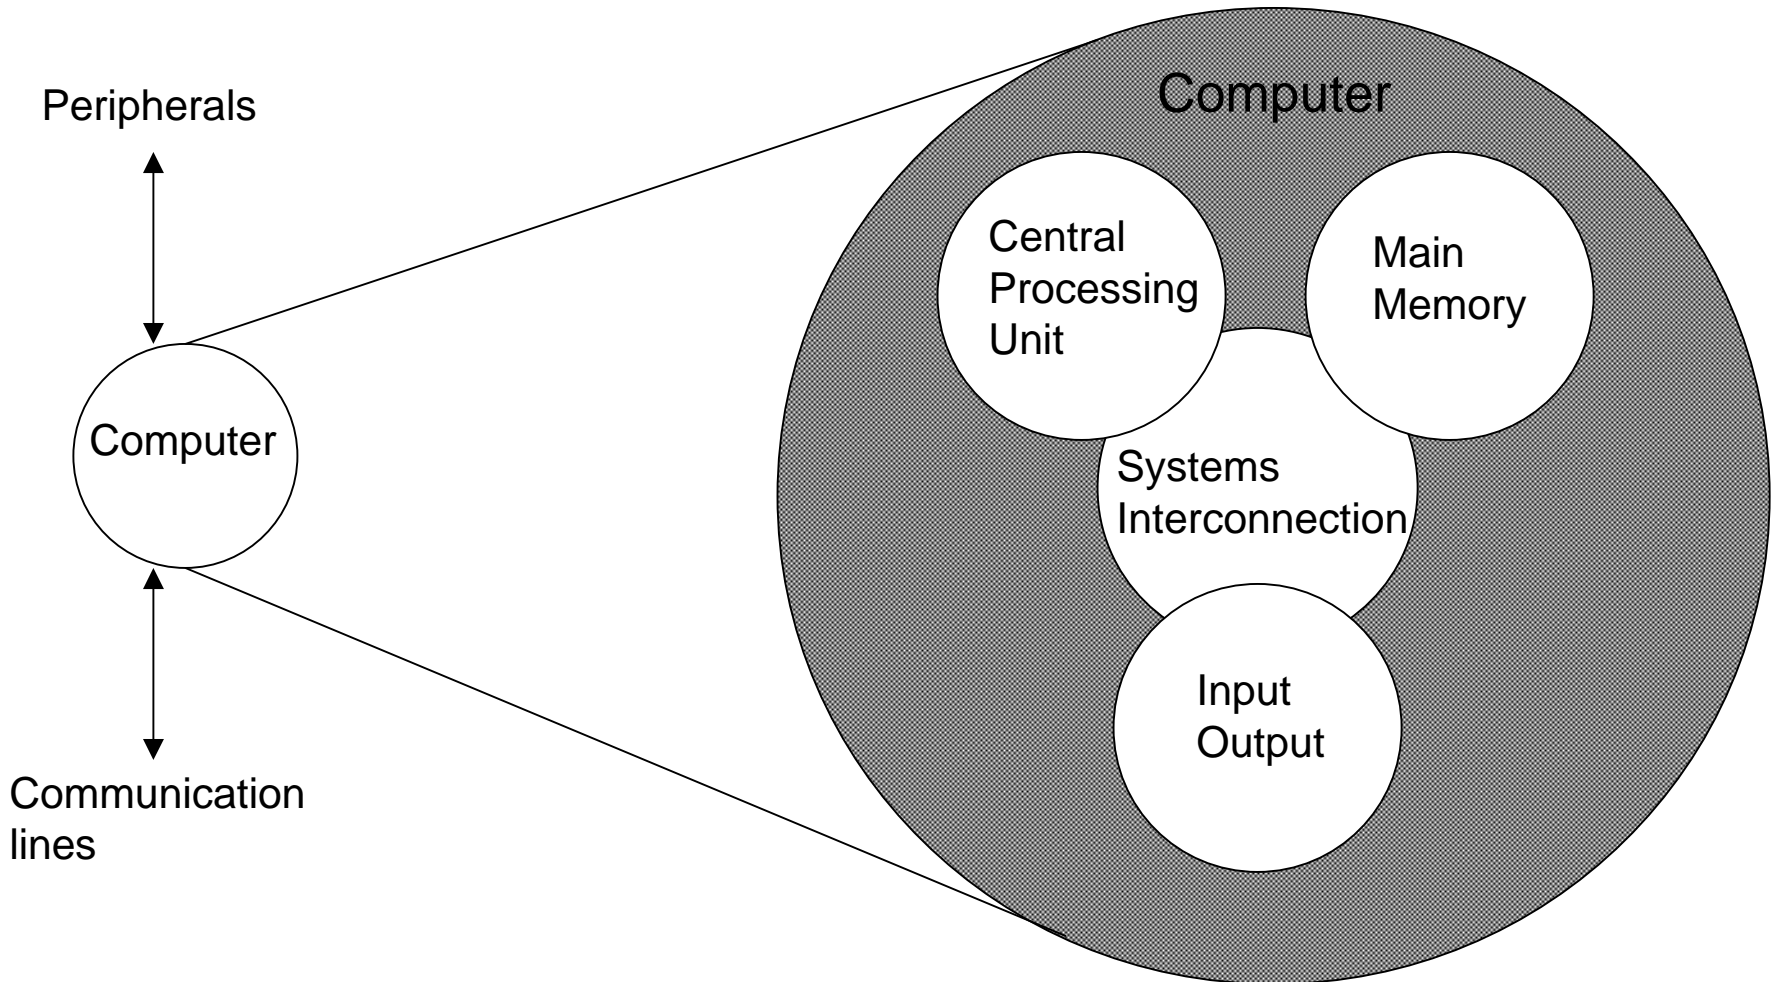 Peripherals
Computer
Communication
lines
Computer
Central
Processing
Unit
Main
Memory
Systems
Interconnection
Input
Output